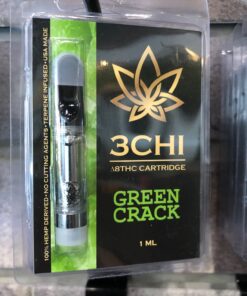 3CHI
Δ8THC CARTRIDGE
GREEN
CRACK
1 ML
100% HEMP DERIVED•NO CUTTING AGENTS•TERPENE INFUSED•USA MADE